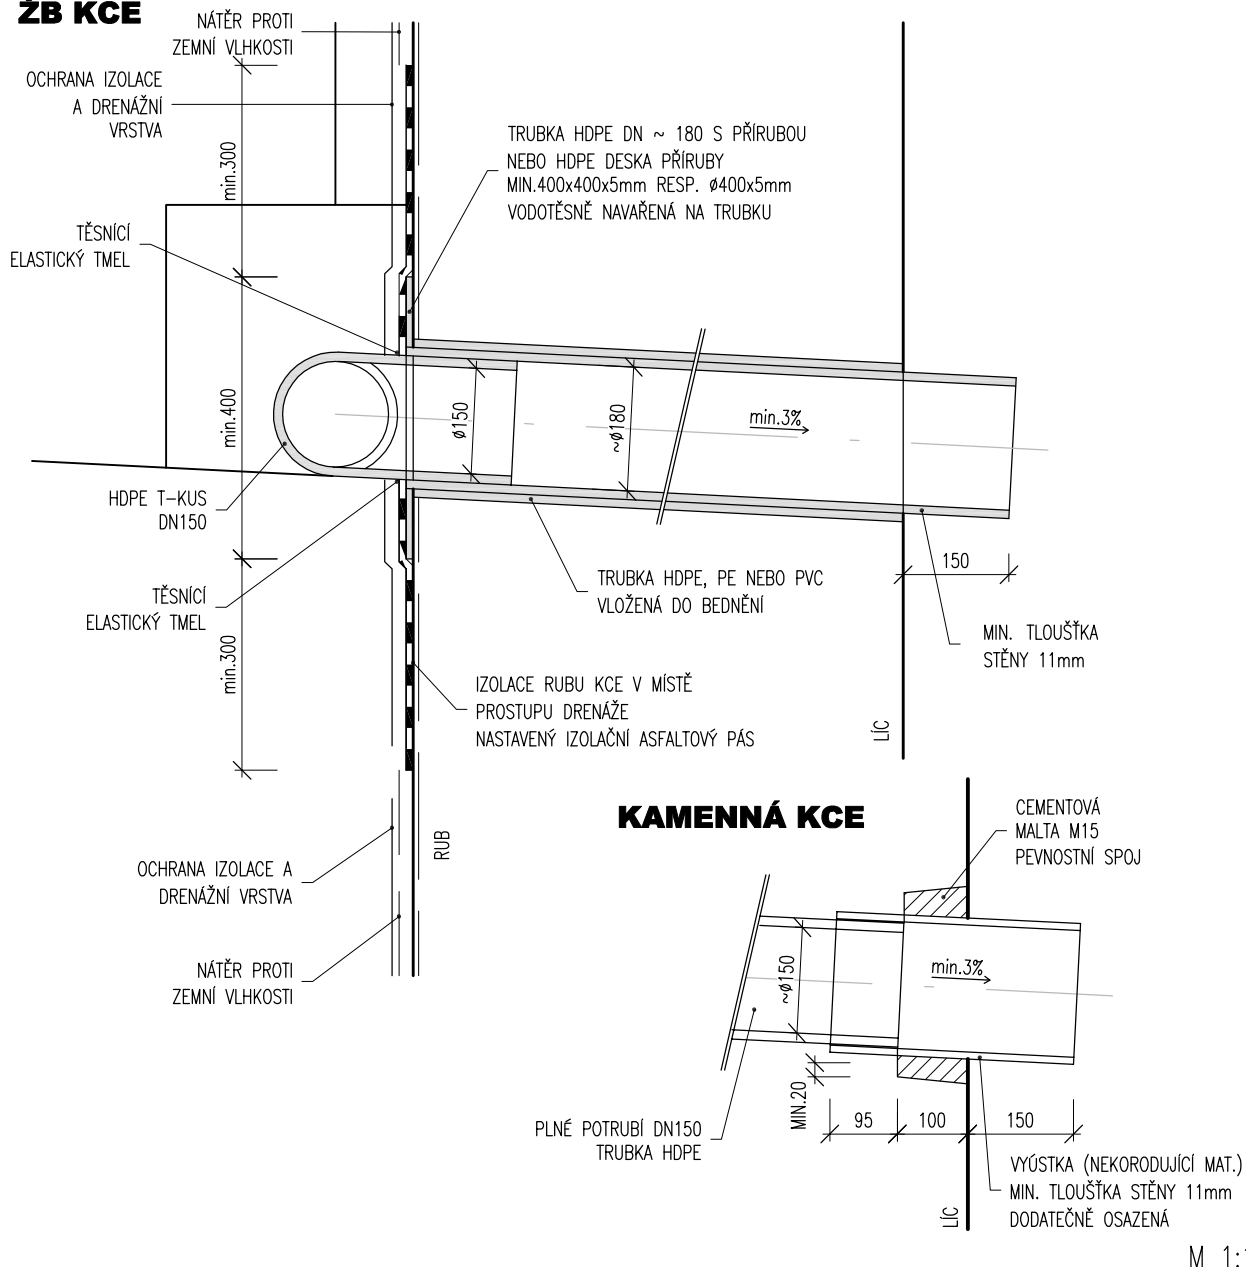 ŽB KCE
NÁTĚR PROTI
ZEMNÍ VLHKOSTI
OCHRANA IZOLACE
A DRENÁŽNÍ
VRSTVA
min.300
TRUBKA HDPE DN ~ 180 S PŘÍRUBOU
NEBO HDPE DESKA PŘÍRUBY
MIN.400x400x5mm RESP. Ø400x5mm
VODOTĚSNĚ NAVAŘENÁ NA TRUBKU
TĚSNÍCÍ
ELASTICKÝ TMEL
min.400
Ø150
~Ø180
min.3%
HDPE T-KUS
DN150
150
TRUBKA HDPE, PE NEBO PVC
VLOŽENÁ DO BEDNĚNÍ
TĚSNÍCÍ
ELASTICKÝ TMEL
min.300
MIN. TLOUŠŤKA
STĚNY 11mm
IZOLACE RUBU KCE V MÍSTĚ
PROSTUPU DRENÁŽE
NASTAVENÝ IZOLAČNÍ ASFALTOVÝ PÁS
LÍC
RUB
OCHRANA IZOLACE A
DRENÁŽNÍ VRSTVA
NÁTĚR PROTI
ZEMNÍ VLHKOSTI
KAMENNÁ KCE
CEMENTOVÁ
MALTA M15
PEVNOSTNÍ SPOJ
~Ø150
min.3%
MIN.20
95
100
150
PLNÉ POTRUBÍ DN150
TRUBKA HDPE
VYÚSTKA (NEKORODUJÍCÍ MAT.)
MIN. TLOUŠŤKA STĚNY 11mm
DODATEČNĚ OSAZENÁ
LÍC
M 1: